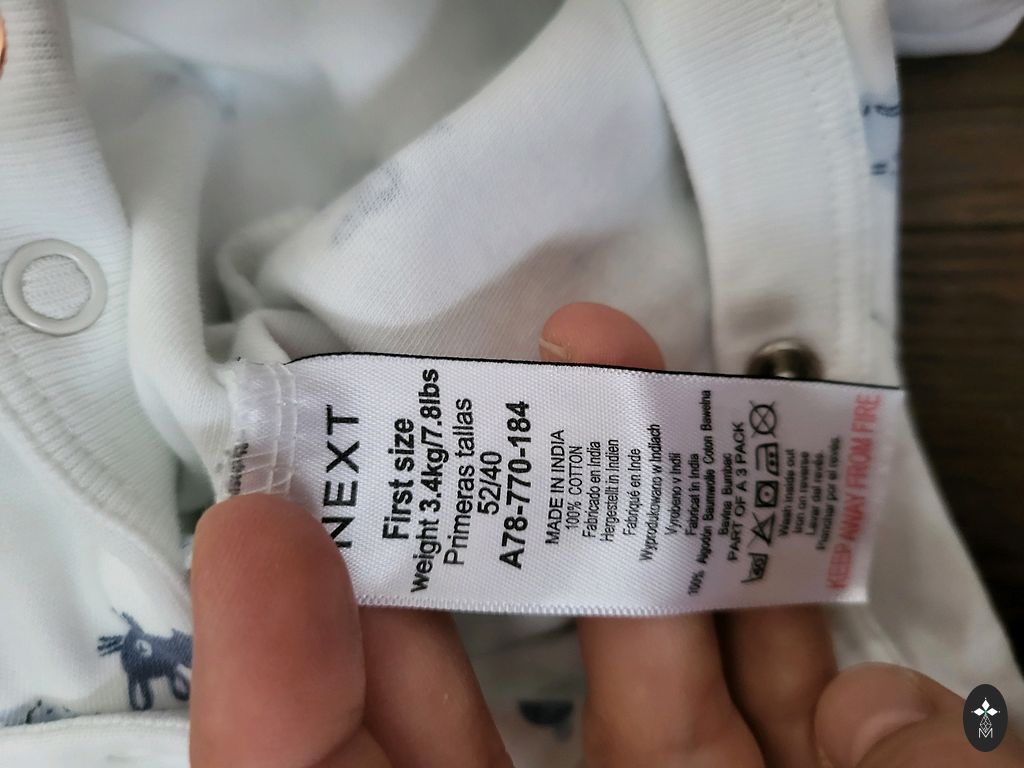 NEXT
First size
weight 3.4kg/7.8lbs
Primeras tallas
52/40
A78-770-184
MADE IN INDIA
100% COTTON
Fabricado en India
Hergestellt in Indien
Fabriqué en Inde
Wyprodukowano w Indiach
Vyrobeno v Indii
Fabricat in India
100% Algodón Baumwolle Coton Bawełna
Bavlna Bumbac
PART OF A 3 PACK
Wash inside out
Iron on reverse
Lavar del revés.
Planchar por el revés.
KEEP AWAY FROM FIRE
M